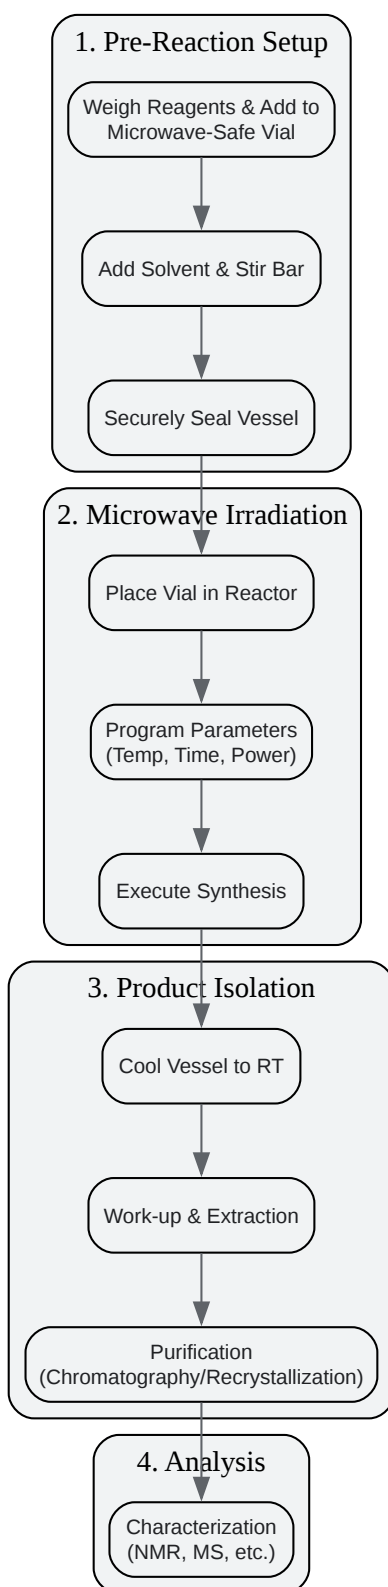 1. Pre-Reaction Setup
Weigh Reagents & Add to
Microwave-Safe Vial
Add Solvent & Stir Bar
Securely Seal Vessel
2. Microwave Irradiation
Place Vial in Reactor
Program Parameters
(Temp, Time, Power)
Execute Synthesis
3. Product Isolation
Cool Vessel to RT
Work-up & Extraction
Purification
(Chromatography/Recrystallization)
4. Analysis
Characterization
(NMR, MS, etc.)